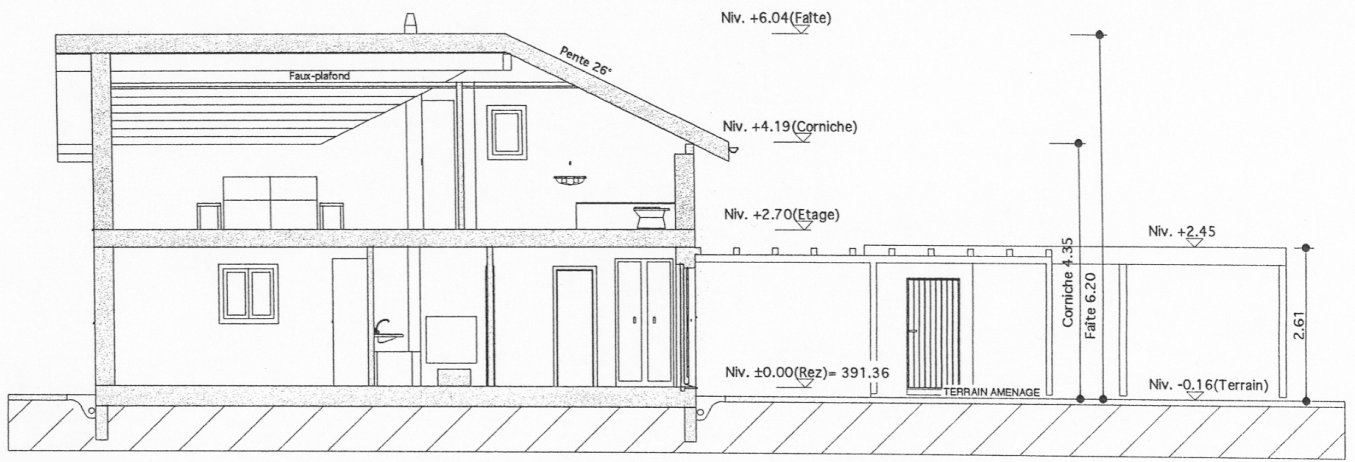 Niv. +6.04(Faîte)
Pente 26°
Faux-plafond
Niv. +4.19(Corniche)
Niv. +2.70(Etage)
Niv. +2.45
Corniche 4.35
Faîte 6.20
2.61
Niv. ±0.00(Rez)= 391.36
TERRAIN AMENAGE
Niv. -0.16(Terrain)